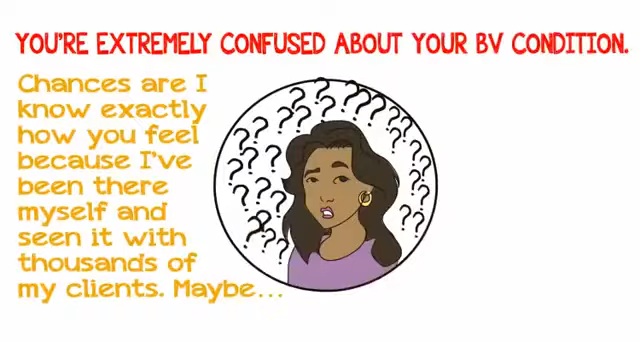 YOU'RE EXTREMELY CONFUSED ABOUT YOUR BV CONDITION.
Chances are I
know exactly
how you feel
because I've
been there
myself and
seen it with
thousands of
my clients. Maybe...